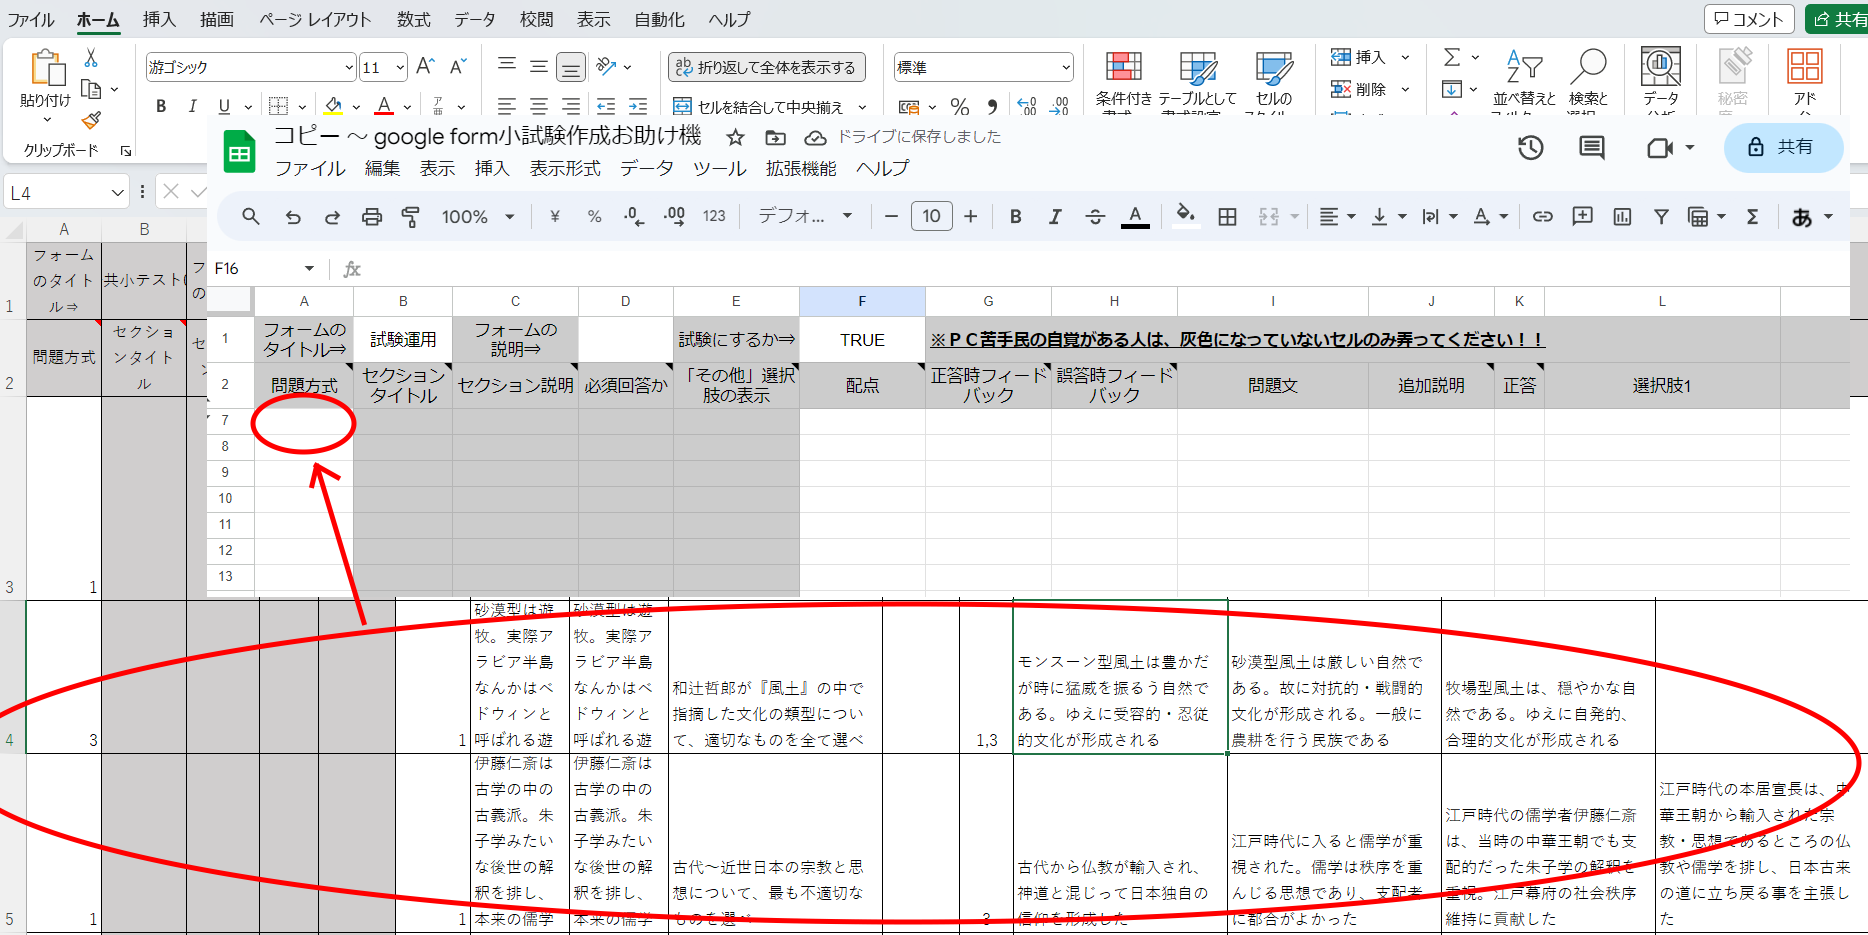 ファイル ホーム 挿入 描画 ページ レイアウト 数式 データ 校閲 表示 自動化 ヘルプ コメント 共有
貼り付け 游ゴシック 11 折り返して全体を表示する 標準 条件付き テーブルとして セルの 挿入 並べ替えと 検索と データ アド
B I U セルを結合して中央揃え 削除
クリップボード
コピー ～ google form小試験作成お助け機 ドライブに保存しました
ファイル 編集 表示 挿入 表示形式 データ ツール 拡張機能 ヘルプ 共有
L4
100% ¥ % .0 .00 123 デフォ... 10 B I A あ
F16 fx
A B
A B C D E F G H I J K L
フォーム
のタイト
ル⇒
共小テスト
フ
の
1
1 フォームの
タイトル⇒
試験運用
フォームの
説明⇒
試験にするか⇒
TRUE
※ＰＣ苦手民の自覚がある人は、灰色になっていないセルのみ弄ってください！！
2
問題方式
セクショ
ンタイト
ル
セ
ン
2 問題方式
セクション
タイトル
セクション説明
必須回答か
「その他」選択
肢の表示
配点
正答時フィード
バック
誤答時フィード
バック
問題文
追加説明
正答
選択肢1
7
8
9
10
11
12
13
3 1
4 3 1
砂漠型は遊
牧。実際ア
ラビア半島
なんかはベ
ドウィンと
呼ばれる遊
砂漠型は遊
牧。実際ア
ラビア半島
なんかはベ
ドウィンと
呼ばれる遊
和辻哲郎が『風土』の中で
指摘した文化の類型につい
て、適切なものを全て選べ
1,3
モンスーン型風土は豊かだ
が時に猛威を振るう自然で
ある。ゆえに受容的・忍従
的文化が形成される
砂漠型風土は厳しい自然で
ある。故に対抗的・戦闘的
文化が形成される。一般に
農耕を行う民族である
牧場型風土は、穏やかな自
然である。ゆえに自発的、
合理的文化が形成される
5 1 1
伊藤仁斎は
古学の中の
古義派。朱
子学みたい
な後世の解
釈を排し、
本来の儒学
伊藤仁斎は
古学の中の
古義派。朱
子学みたい
な後世の解
釈を排し、
本来の儒学
古代～近世日本の宗教と思
想について、最も不適切な
ものを選べ
3
古代から仏教が輸入され、
神道と混じって日本独自の
信仰を形成した
江戸時代に入ると儒学が重
視された。儒学は秩序を重
んじる思想であり、支配者
に都合がよかった
江戸時代の儒学者伊藤仁斎
は、当時の中華王朝でも支
配的だった朱子学の解釈を
重視。江戸幕府の社会秩序
維持に貢献した
江戸時代の本居宣長は、中
華王朝から輸入された宗
教・思想であるところの仏
教や儒学を排し、日本古来
の道に立ち戻る事を主張し
た